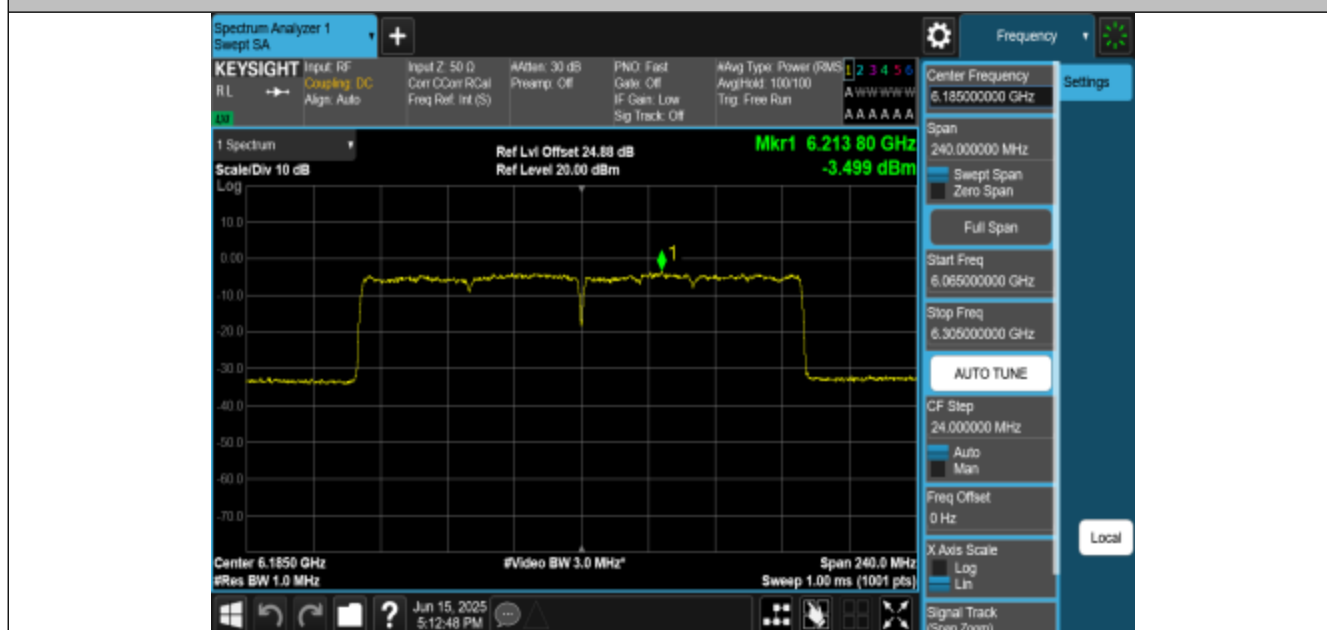 Spectrum Analyzer 1
Swept SA
+
Frequency
KEYSIGHT
RL
Input: RF
Coupling: DC
Align: Auto
Input Z: 50 Ω
Corr CCorr RCal
Freq Ref: Int (S)
#Atten: 30 dB
Preamp: Off
PNO: Fast
Gate: Off
IF Gain: Low
Sig Track: Off
#Avg Type: Power (RMS
Avg|Hold: 100/100
Trig: Free Run
1 2 3 4 5 6
A W W W W W
A A A A A A
1 Spectrum
Scale/Div 10 dB
Log
Ref Lvl Offset 24.88 dB
Ref Level 20.00 dBm
Mkr1 6.213 80 GHz
-3.499 dBm
10.0
0.00
-10.0
-20.0
-30.0
-40.0
-50.0
-60.0
-70.0
1
Center 6.1850 GHz
#Res BW 1.0 MHz
#Video BW 3.0 MHz*
Span 240.0 MHz
Sweep 1.00 ms (1001 pts)
Center Frequency
6.185000000 GHz
Span
240.000000 MHz
Swept Span
Zero Span
Full Span
Start Freq
6.065000000 GHz
Stop Freq
6.305000000 GHz
AUTO TUNE
CF Step
24.000000 MHz
Auto
Man
Freq Offset
0 Hz
X Axis Scale
Log
Lin
Signal Track
(Span Zoom)
Settings
Local
?
Jun 15, 2025
5:12:48 PM